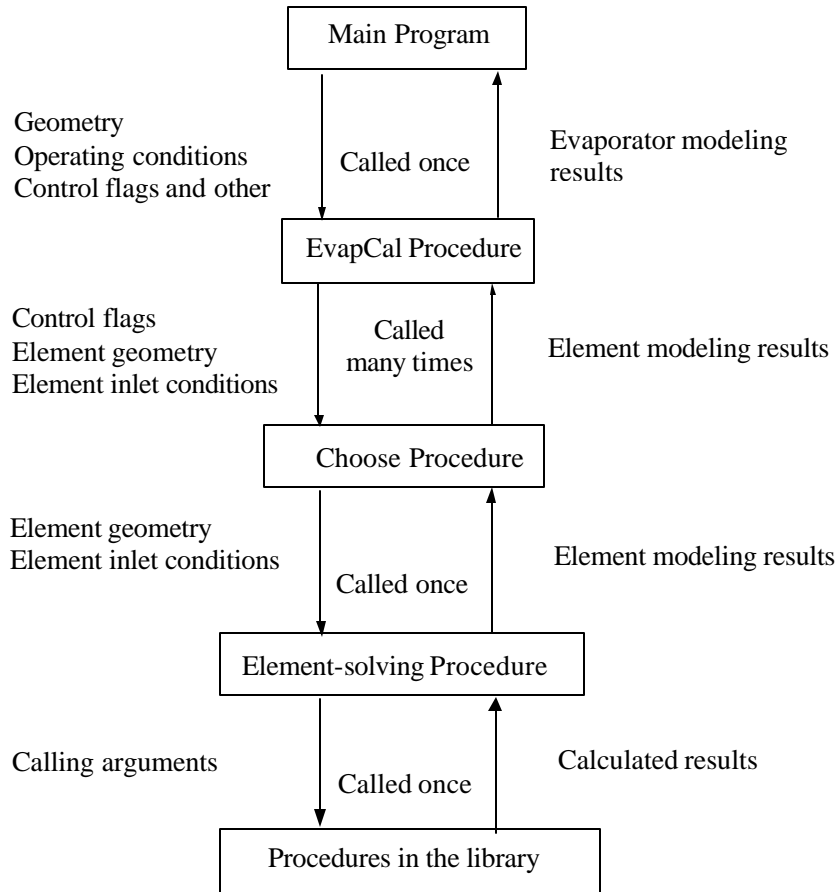 Main Program
Geometry
Operating conditions
Control flags and other
Called once
Evaporator modeling
results
EvapCal Procedure
Control flags
Element geometry
Element inlet conditions
Called
many times
Element modeling results
Choose Procedure
Element geometry
Element inlet conditions
Called once
Element modeling results
Element-solving Procedure
Calling arguments
Called once
Calculated results
Procedures in the library